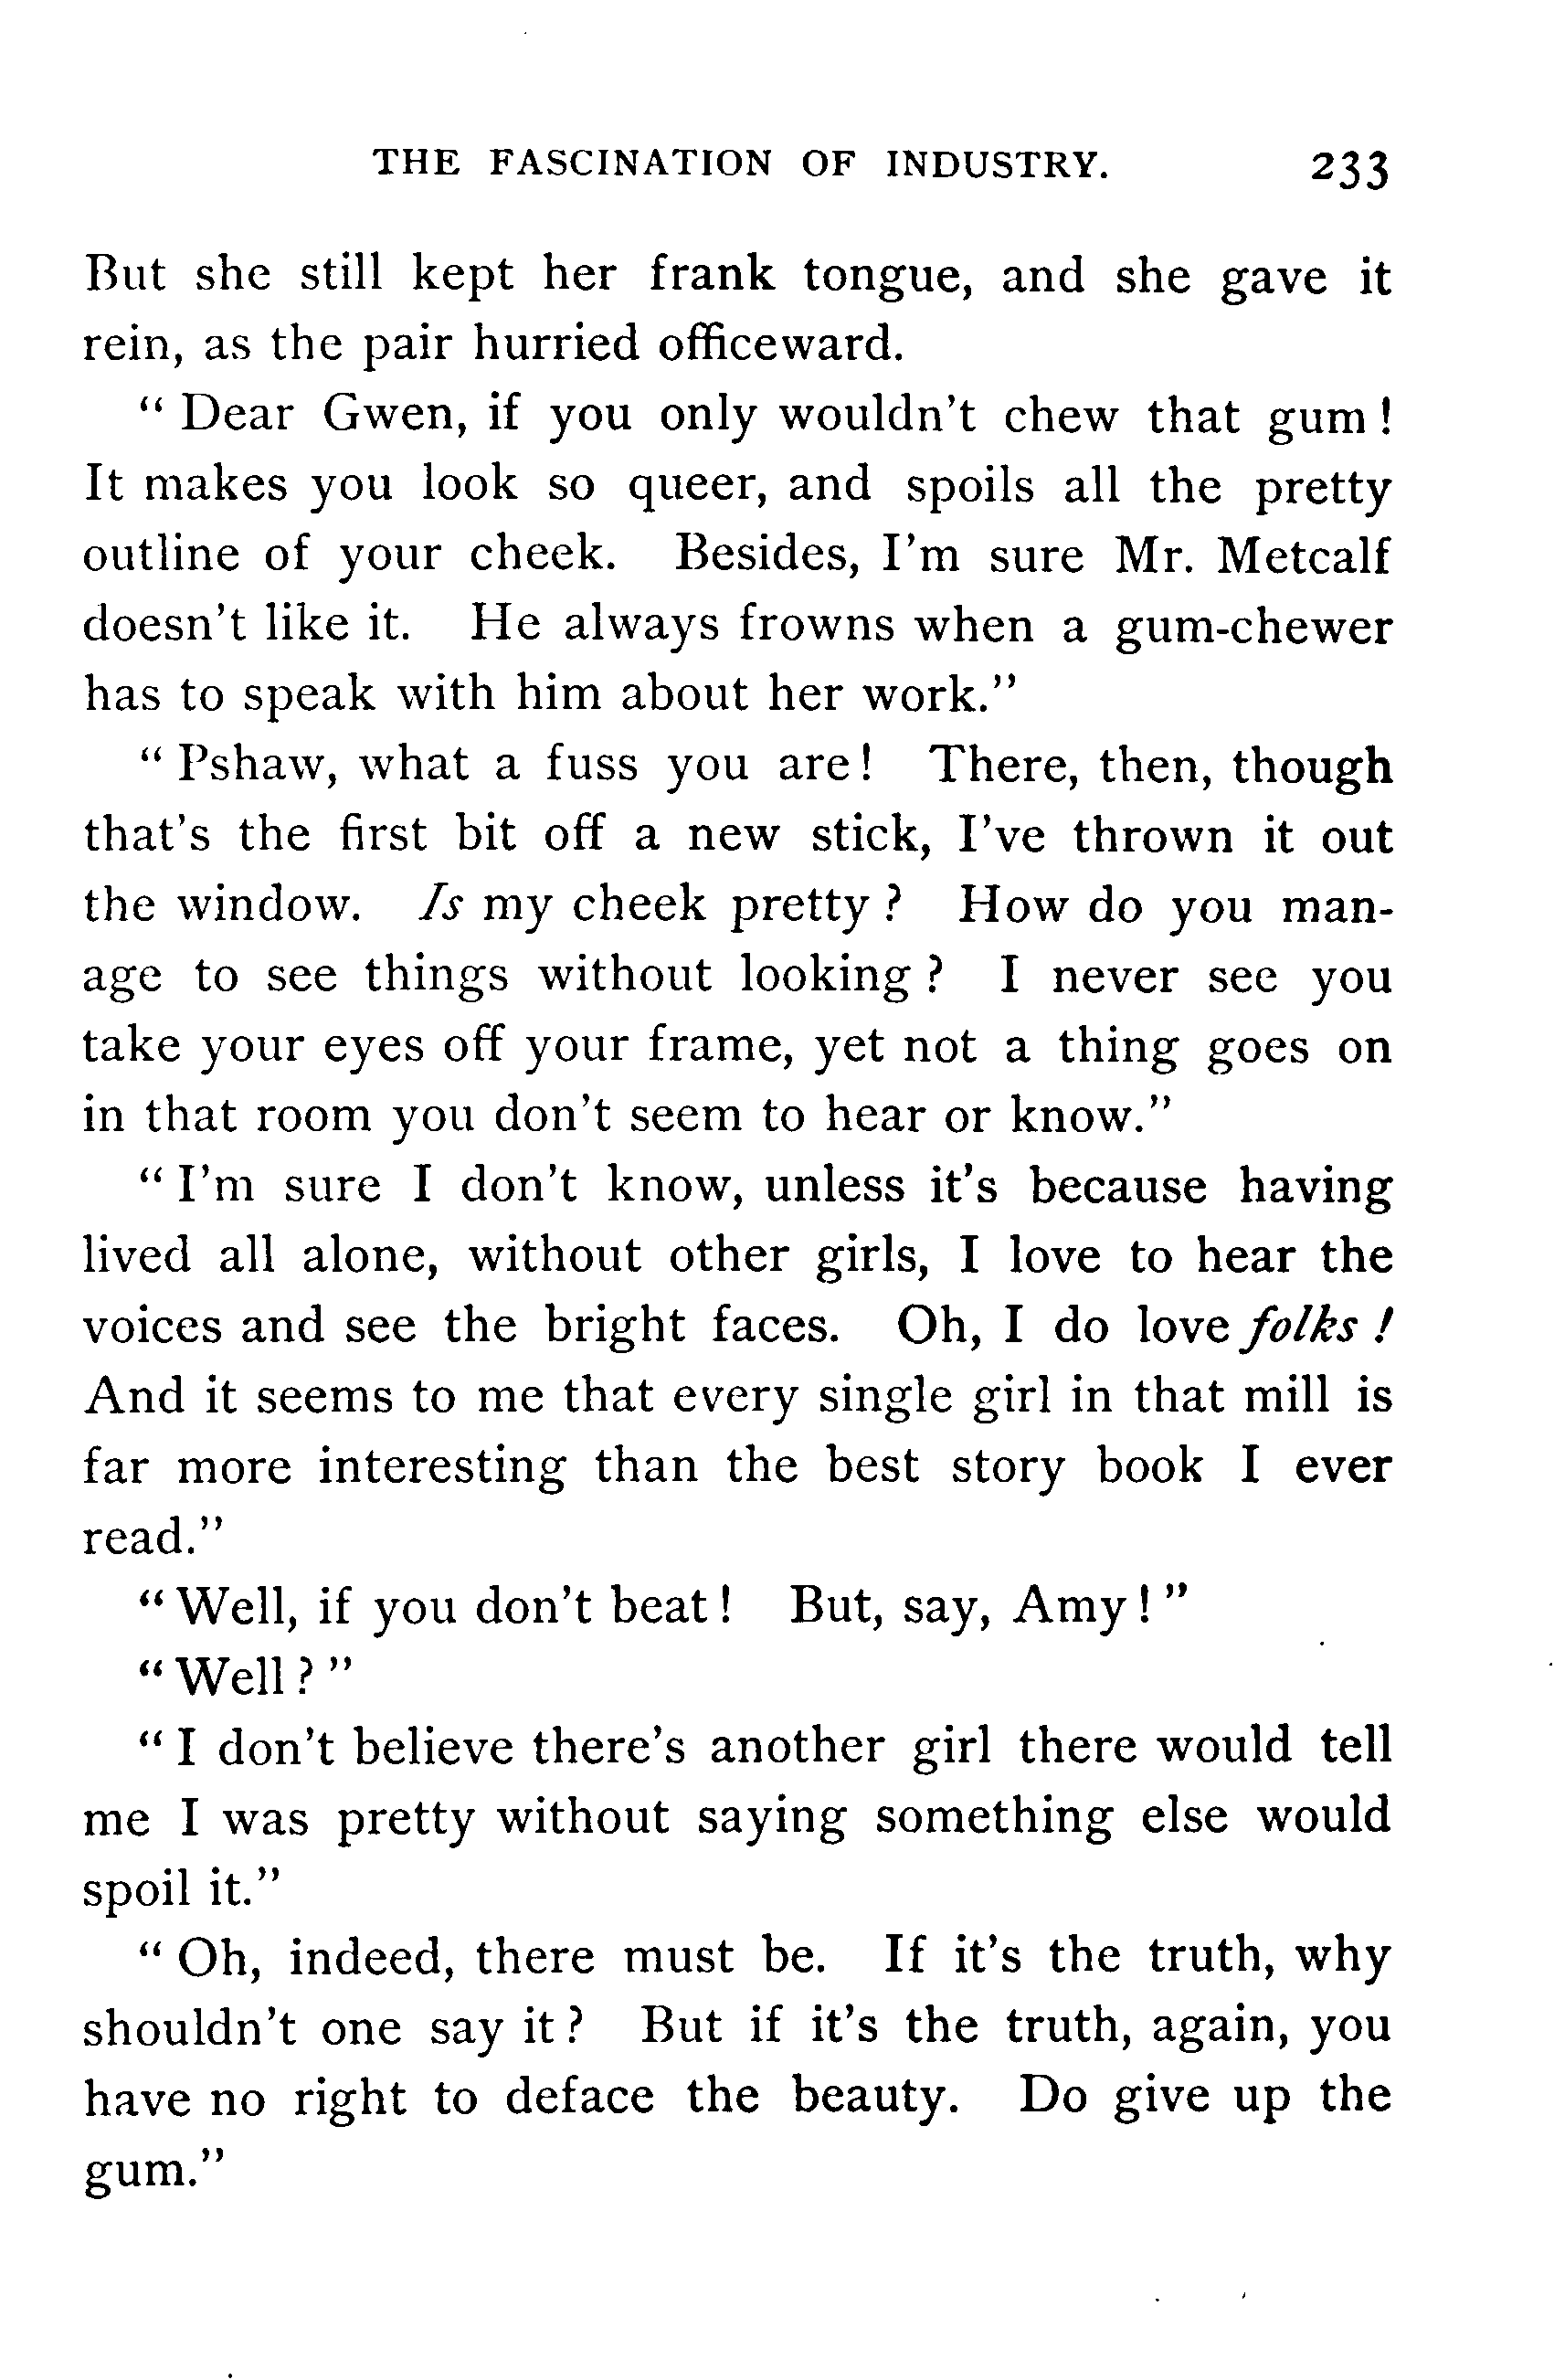 THE FASCINATION OF INDUSTRY. 233
But she still kept her frank tongue, and she gave it
rein, as the pair hurried officeward.
“ Dear Gwen, if you only wouldn’t chew that gum !
It makes you look so queer, and spoils all the pretty
outline of your cheek. Besides, I’m sure Mr. Metcalf
doesn’t like it. He always frowns when a gum-chewer
has to speak with him about her work.”
“ Pshaw, what a fuss you are! There, then, though
that’s the first bit off a new stick, I’ve thrown it out
the window. Is my cheek pretty ? How do you man-
age to see things without looking ? I never see you
take your eyes off your frame, yet not a thing goes on
in that room you don’t seem to hear or know.”
“ I’m sure I don’t know, unless it’s because having
lived all alone, without other girls, I love to hear the
voices and see the bright faces. Oh, I do love folks !
And it seems to me that every single girl in that mill is
far more interesting than the best story book I ever
read.”
“ Well, if you don’t beat ! But, say, Amy ! ”
“ Well ? ”
“ I don’t believe there’s another girl there would tell
me I was pretty without saying something else would
spoil it.”
“ Oh, indeed, there must be. If it’s the truth, why
shouldn’t one say it ? But if it’s the truth, again, you
have no right to deface the beauty. Do give up the
gum.”